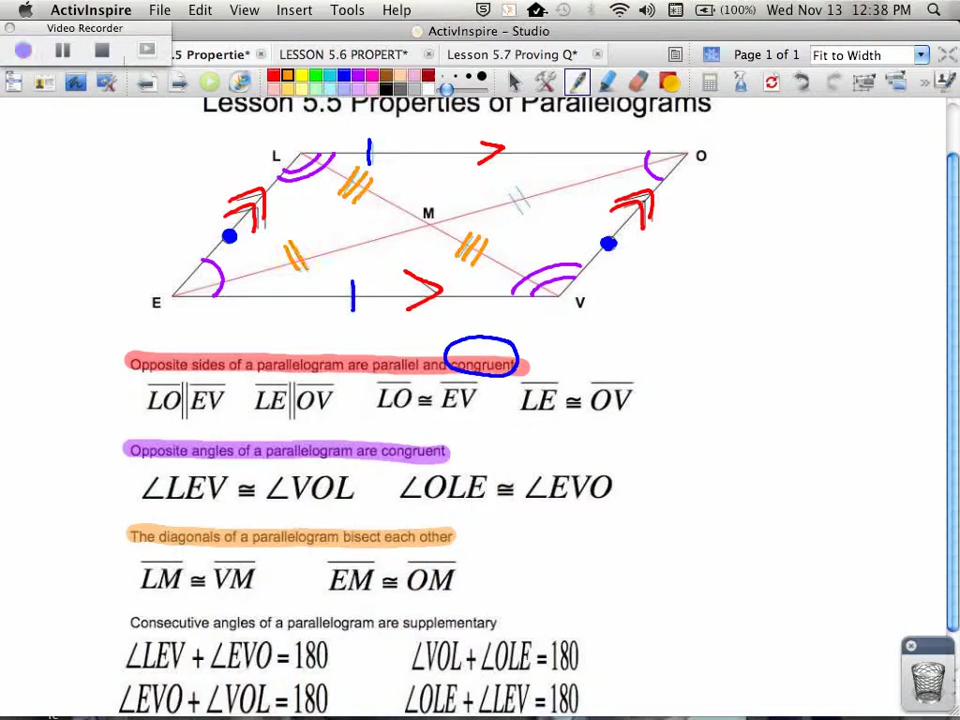 ActivInspire File Edit View Insert Tools Help (100%) Wed Nov 13 12:38 PM
Video Recorder
ActivInspire - Studio
5.5 Propertie* LESSON 5.6 PROPERT* Lesson 5.7 Proving Q* Page 1 of 1 Fit to Width
Lesson 5.5 Properties of Parallelograms
L O
M
E V
Opposite sides of a parallelogram are parallel and congruent
LO||EV LE||OV LO ≅ EV LE ≅ OV
Opposite angles of a parallelogram are congruent
∠LEV ≅ ∠VOL ∠OLE ≅ ∠EVO
The diagonals of a parallelogram bisect each other
LM ≅ VM EM ≅ OM
Consecutive angles of a parallelogram are supplementary
∠LEV + ∠EVO = 180 ∠VOL + ∠OLE = 180
∠EVO + ∠VOL = 180 ∠OLE + ∠LEV = 180